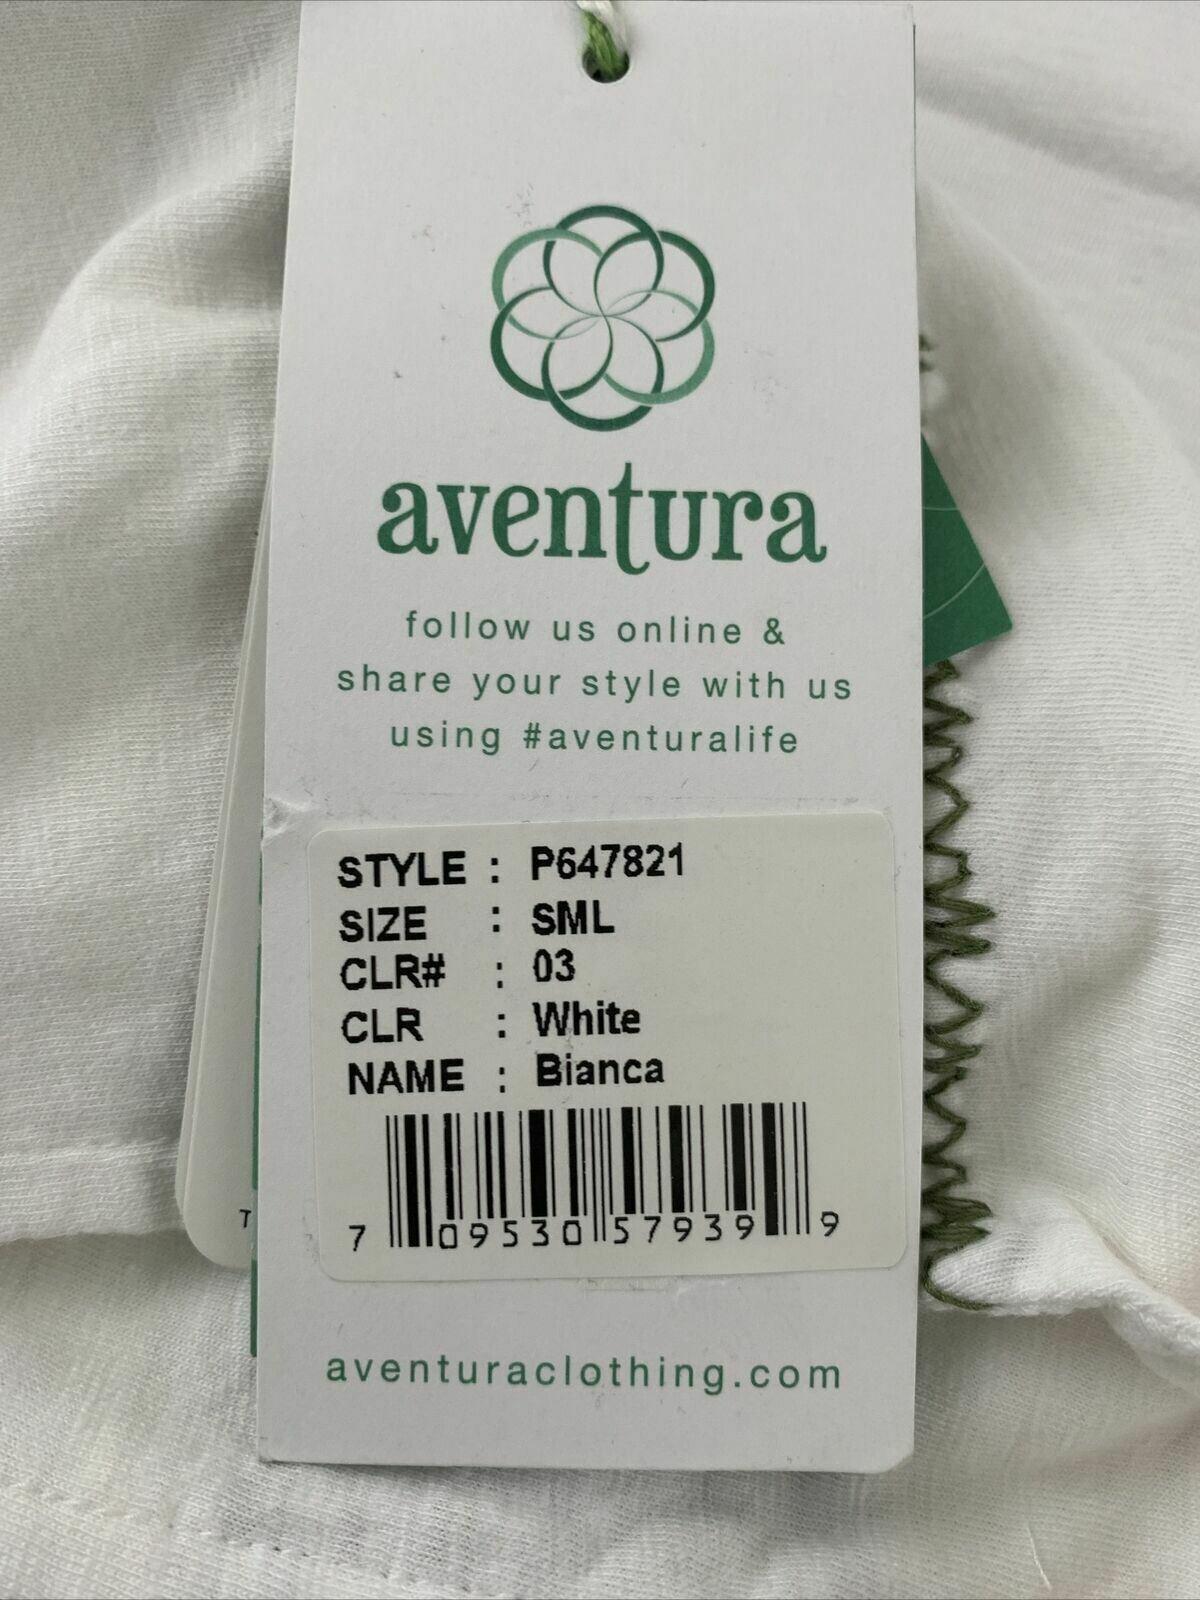 aventura
follow us online &
share your style with us
using #aventuralife
STYLE : P647821
SIZE : SML
CLR# : 03
CLR : White
NAME : Bianca
7 09530 57939 9
T
aventuraclothing.com